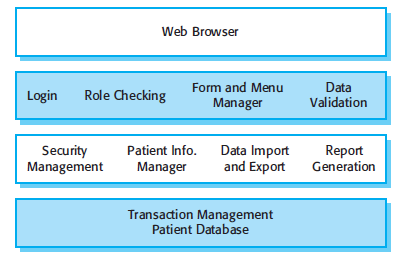 Web Browser
Login Role Checking Form and Menu Manager Data Validation
Security Management Patient Info. Manager Data Import and Export Report Generation
Transaction Management
Patient Database